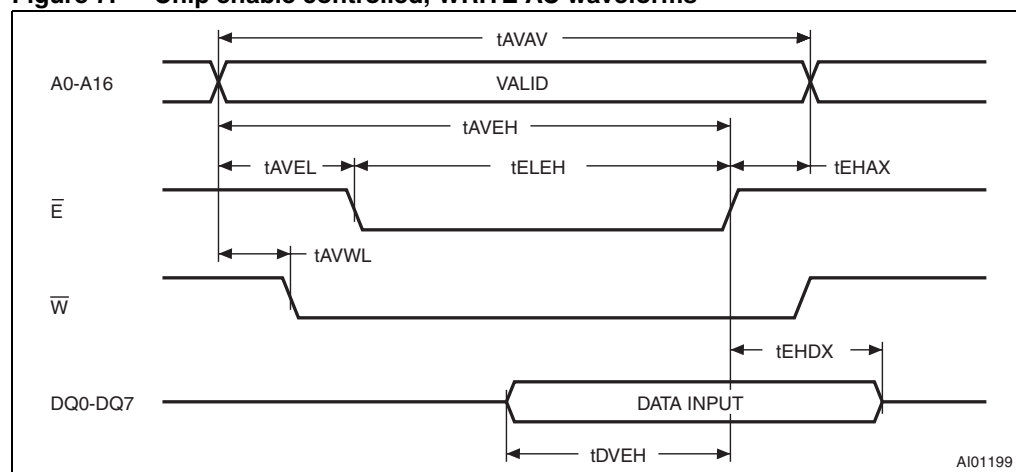 Figure 7. Chip enable controlled, WRITE AC waveforms
tAVAV
A0-A16
VALID
tAVEH
tAVEL
tELEH
tEHAX
E
tAVWL
W
tEHDX
DQ0-DQ7
DATA INPUT
tDVEH
AI01199